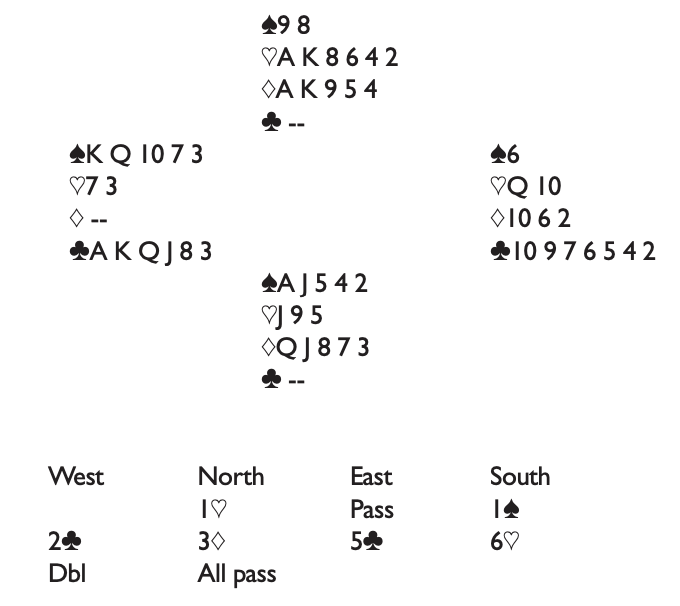 ♠9 8
♡A K 8 6 4 2
♢A K 9 5 4
♣ --
♠K Q 10 7 3 ♠6
♡7 3 ♡Q 10
♢ -- ♢10 6 2
♣A K Q J 8 3 ♣10 9 7 6 5 4 2
♠A J 5 4 2
♡J 9 5
♢Q J 8 7 3
♣ --
West North East South
1♡ Pass 1♠
2♣ 3♢ 5♣ 6♡
Dbl All pass